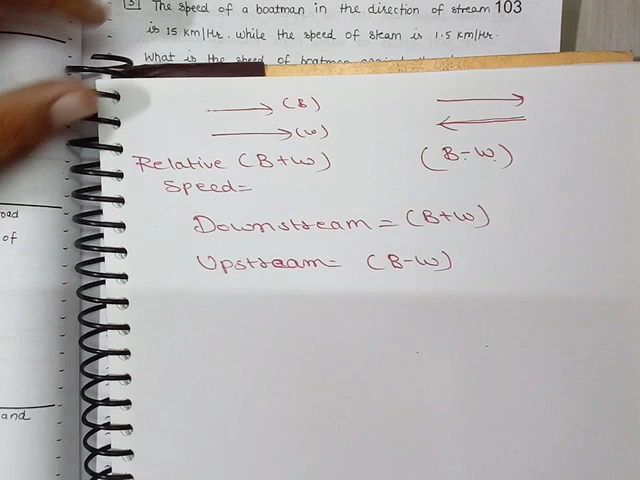 3 The speed of a boatman in the direction of stream 103
is 15 km/Hr. while the speed of steam is 1.5 km/Hr.
What is the speed of boatman
(B)
(W)
Relative (B+W) (B-W)
Speed=
Downstream = (B+W)
Upstream= (B-W)
oad
of
and